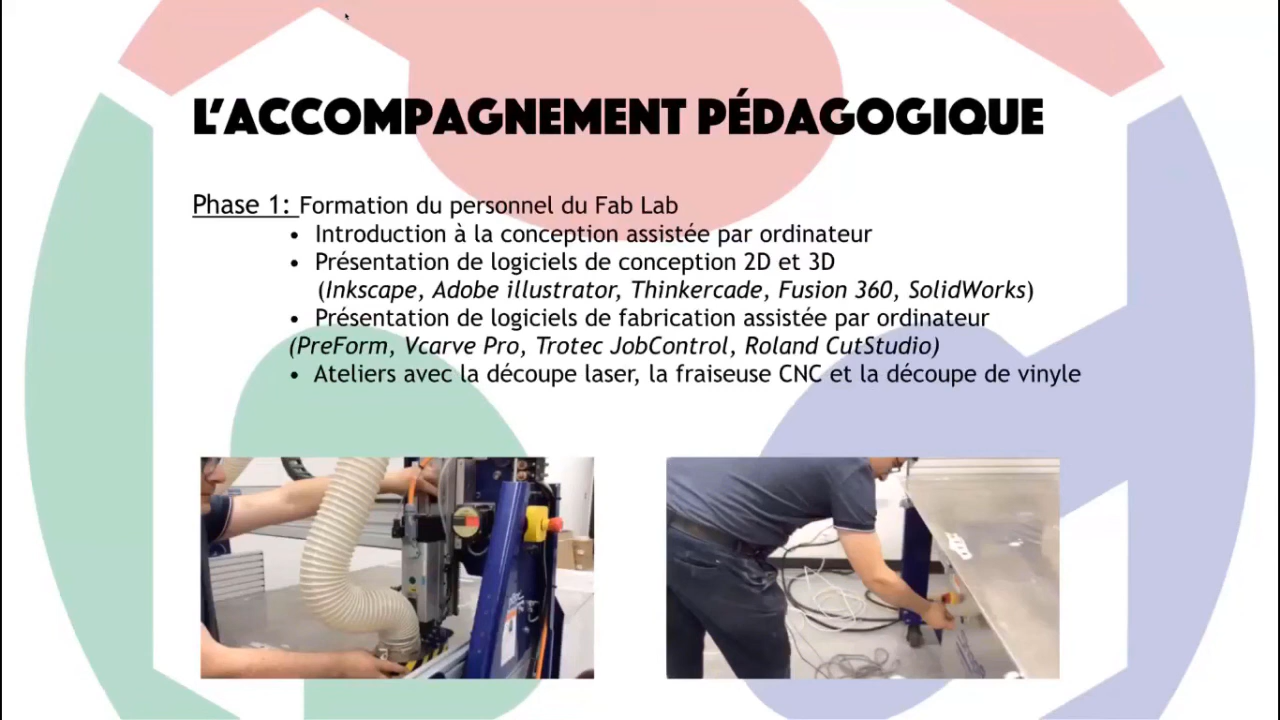 L'ACCOMPAGNEMENT PÉDAGOGIQUE
Phase 1: Formation du personnel du Fab Lab
• Introduction à la conception assistée par ordinateur
• Présentation de logiciels de conception 2D et 3D
(Inkscape, Adobe illustrator, Thinkercade, Fusion 360, SolidWorks)
• Présentation de logiciels de fabrication assistée par ordinateur
(PreForm, Vcarve Pro, Trotec JobControl, Roland CutStudio)
• Ateliers avec la découpe laser, la fraiseuse CNC et la découpe de vinyle